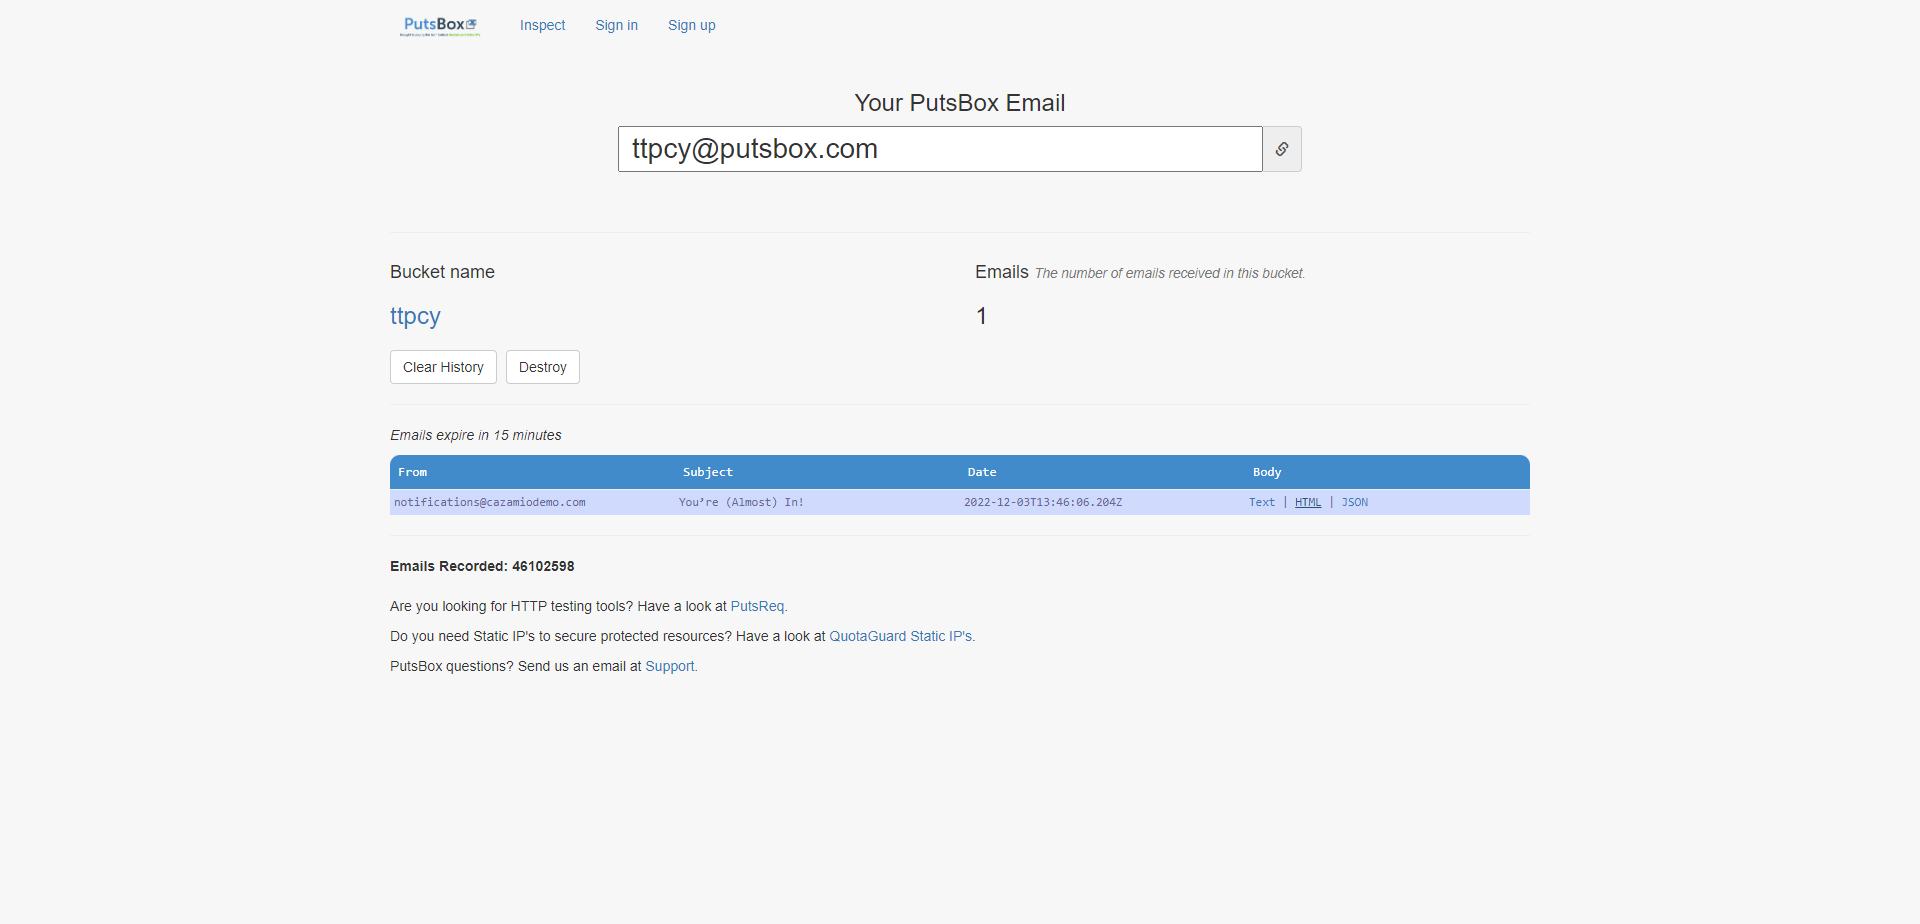 PutsBox
Inspect
Sign in
Sign up
Your PutsBox Email
ttpcy@putsbox.com
Bucket name
Emails The number of emails received in this bucket.
ttpcy
1
Clear History
Destroy
Emails expire in 15 minutes
From Subject Date Body
notifications@cazamiodemo.com You’re (Almost) In! 2022-12-03T13:46:06.204Z Text | HTML | JSON
Emails Recorded: 46102598
Are you looking for HTTP testing tools? Have a look at PutsReq.
Do you need Static IP's to secure protected resources? Have a look at QuotaGuard Static IP's.
PutsBox questions? Send us an email at Support.